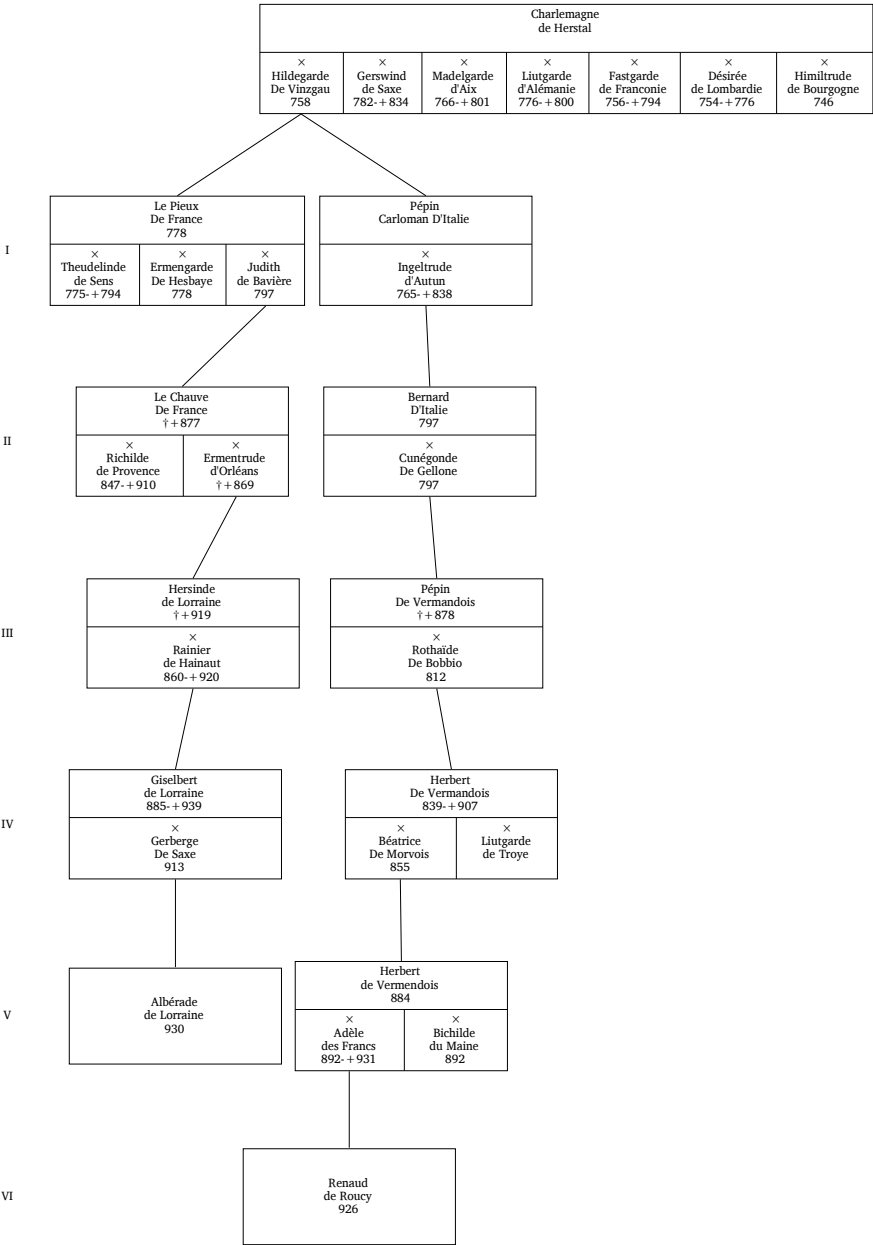 Charlemagne
de Herstal
×
Hildegarde
De Vinzgau
758
×
Gerswind
de Saxe
782-+834
×
Madelgarde
d'Aix
766-+801
×
Liutgarde
d'Alémanie
776-+800
×
Fastgarde
de Franconie
756-+794
×
Désirée
de Lombardie
754-+776
×
Himiltrude
de Bourgogne
746
I
Le Pieux
De France
778
×
Theudelinde
de Sens
775-+794
×
Ermengarde
De Hesbaye
778
×
Judith
de Bavière
797
Pépin
Carloman D'Italie
×
Ingeltrude
d'Autun
765-+838
II
Le Chauve
De France
†+877
×
Richilde
de Provence
847-+910
×
Ermentrude
d'Orléans
†+869
Bernard
D'Italie
797
×
Cunégonde
De Gellone
797
III
Hersinde
de Lorraine
†+919
×
Rainier
de Hainaut
860-+920
Pépin
De Vermandois
†+878
×
Rothaïde
De Bobbio
812
IV
Giselbert
de Lorraine
885-+939
×
Gerberge
De Saxe
913
Herbert
De Vermandois
839-+907
×
Béatrice
De Morvois
855
×
Liutgarde
de Troye
V
Albérade
de Lorraine
930
Herbert
de Vermendois
884
×
Adèle
des Francs
892-+931
×
Bichilde
du Maine
892
VI
Renaud
de Roucy
926